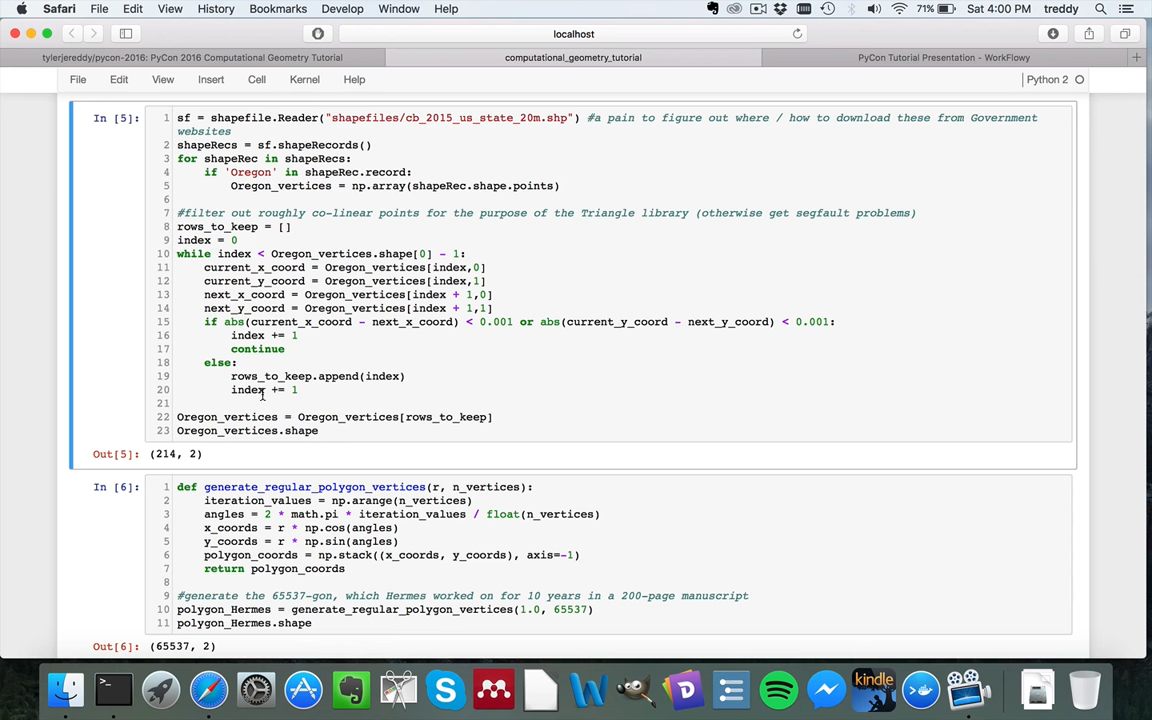 Safari File Edit View History Bookmarks Develop Window Help 71% Sat 4:00 PM treddy
localhost
tylerjereddy/pycon-2016: PyCon 2016 Computational Geometry Tutorial computational_geometry_tutorial PyCon Tutorial Presentation - WorkFlowy
File Edit View Insert Cell Kernel Help Python 2
In [5]: 1 sf = shapefile.Reader("shapefiles/cb_2015_us_state_20m.shp") #a pain to figure out where / how to download these from Government
websites
2 shapeRecs = sf.shapeRecords()
3 for shapeRec in shapeRecs:
4 if 'Oregon' in shapeRec.record:
5 Oregon_vertices = np.array(shapeRec.shape.points)
6
7 #filter out roughly co-linear points for the purpose of the Triangle library (otherwise get segfault problems)
8 rows_to_keep = []
9 index = 0
10 while index < Oregon_vertices.shape[0] - 1:
11 current_x_coord = Oregon_vertices[index,0]
12 current_y_coord = Oregon_vertices[index,1]
13 next_x_coord = Oregon_vertices[index + 1,0]
14 next_y_coord = Oregon_vertices[index + 1,1]
15 if abs(current_x_coord - next_x_coord) < 0.001 or abs(current_y_coord - next_y_coord) < 0.001:
16 index += 1
17 continue
18 else:
19 rows_to_keep.append(index)
20 index += 1
21
22 Oregon_vertices = Oregon_vertices[rows_to_keep]
23 Oregon_vertices.shape
Out[5]: (214, 2)
In [6]: 1 def generate_regular_polygon_vertices(r, n_vertices):
2 iteration_values = np.arange(n_vertices)
3 angles = 2 * math.pi * iteration_values / float(n_vertices)
4 x_coords = r * np.cos(angles)
5 y_coords = r * np.sin(angles)
6 polygon_coords = np.stack((x_coords, y_coords), axis=-1)
7 return polygon_coords
8
9 #generate the 65537-gon, which Hermes worked on for 10 years in a 200-page manuscript
10 polygon_Hermes = generate_regular_polygon_vertices(1.0, 65537)
11 polygon_Hermes.shape
Out[6]: (65537, 2)
kindle